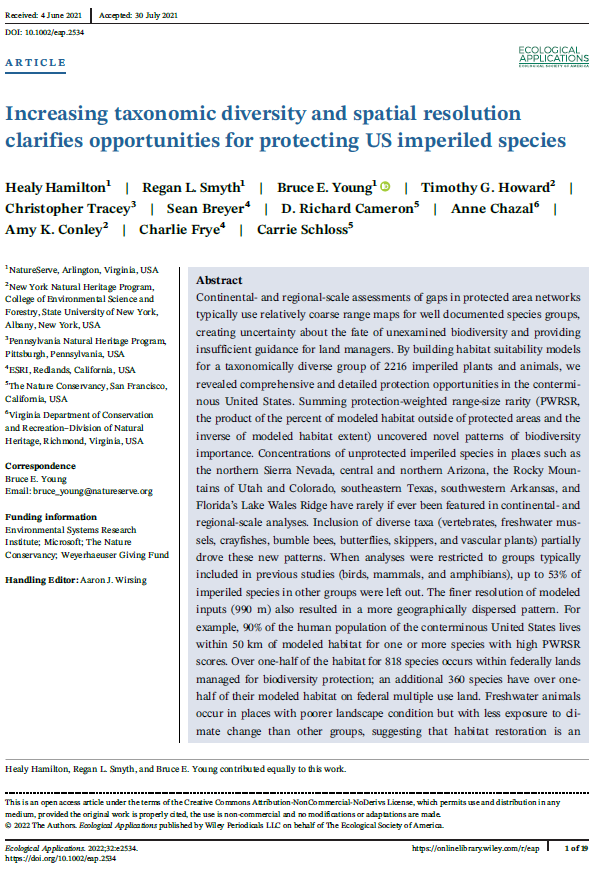 Received: 4 June 2021 | Accepted: 30 July 2021
DOI: 10.1002/eap.2534
ARTICLE
ECOLOGICAL
APPLICATIONS
ECOLOGICAL SOCIETY OF AMERICA
Increasing taxonomic diversity and spatial resolution
clarifies opportunities for protecting US imperiled species
Healy Hamilton¹ | Regan L. Smyth¹ | Bruce E. Young¹ iD | Timothy G. Howard² |
Christopher Tracey³ | Sean Breyer⁴ | D. Richard Cameron⁵ | Anne Chazal⁶ |
Amy K. Conley² | Charlie Frye⁴ | Carrie Schloss⁵
¹NatureServe, Arlington, Virginia, USA
²New York Natural Heritage Program,
College of Environmental Science and
Forestry, State University of New York,
Albany, New York, USA
³Pennsylvania Natural Heritage Program,
Pittsburgh, Pennsylvania, USA
⁴ESRI, Redlands, California, USA
⁵The Nature Conservancy, San Francisco,
California, USA
⁶Virginia Department of Conservation
and Recreation–Division of Natural
Heritage, Richmond, Virginia, USA
Correspondence
Bruce E. Young
Email: bruce_young@natureserve.org
Funding information
Environmental Systems Research
Institute; Microsoft; The Nature
Conservancy; Weyerhaeuser Giving Fund
Handling Editor: Aaron J. Wirsing
Abstract
Continental- and regional-scale assessments of gaps in protected area networks
typically use relatively coarse range maps for well documented species groups,
creating uncertainty about the fate of unexamined biodiversity and providing
insufficient guidance for land managers. By building habitat suitability models
for a taxonomically diverse group of 2216 imperiled plants and animals, we
revealed comprehensive and detailed protection opportunities in the contermi-
nous United States. Summing protection-weighted range-size rarity (PWRSR,
the product of the percent of modeled habitat outside of protected areas and the
inverse of modeled habitat extent) uncovered novel patterns of biodiversity
importance. Concentrations of unprotected imperiled species in places such as
the northern Sierra Nevada, central and northern Arizona, the Rocky Moun-
tains of Utah and Colorado, southeastern Texas, southwestern Arkansas, and
Florida's Lake Wales Ridge have rarely if ever been featured in continental- and
regional-scale analyses. Inclusion of diverse taxa (vertebrates, freshwater mus-
sels, crayfishes, bumble bees, butterflies, skippers, and vascular plants) partially
drove these new patterns. When analyses were restricted to groups typically
included in previous studies (birds, mammals, and amphibians), up to 53% of
imperiled species in other groups were left out. The finer resolution of modeled
inputs (990 m) also resulted in a more geographically dispersed pattern. For
example, 90% of the human population of the conterminous United States lives
within 50 km of modeled habitat for one or more species with high PWRSR
scores. Over one-half of the habitat for 818 species occurs within federally lands
managed for biodiversity protection; an additional 360 species have over one-
half of their modeled habitat on federal multiple use land. Freshwater animals
occur in places with poorer landscape condition but with less exposure to cli-
mate change than other groups, suggesting that habitat restoration is an
Healy Hamilton, Regan L. Smyth, and Bruce E. Young contributed equally to this work.
This is an open access article under the terms of the Creative Commons Attribution-NonCommercial-NoDerivs License, which permits use and distribution in any
medium, provided the original work is properly cited, the use is non-commercial and no modifications or adaptations are made.
© 2022 The Authors. Ecological Applications published by Wiley Periodicals LLC on behalf of The Ecological Society of America.
Ecological Applications. 2022;32:e2534.
https://doi.org/10.1002/eap.2534
https://onlinelibrary.wiley.com/r/eap | 1 of 19